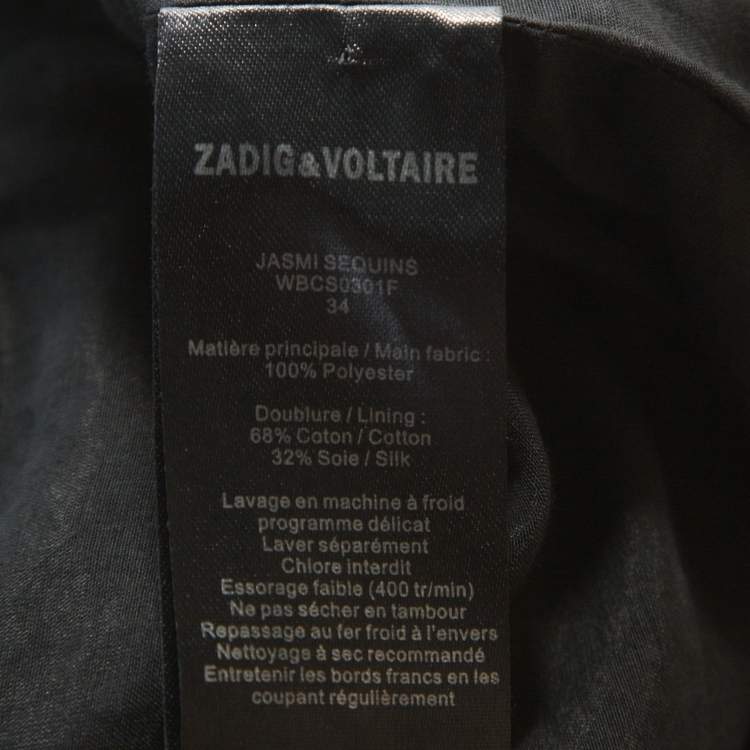 ZADIG&VOLTAIRE
JASMI SEQUINS
WBCS0301F
34
Matière principale / Main fabric :
100% Polyester
Doublure / Lining :
68% Coton / Cotton
32% Soie / Silk
Lavage en machine à froid
programme délicat
Laver séparément
Chlore interdit
Essorage faible (400 tr/min)
Ne pas sécher en tambour
Repassage au fer froid à l'envers
Nettoyage à sec recommandé
Entretenir les bords francs en les
coupant régulièrement